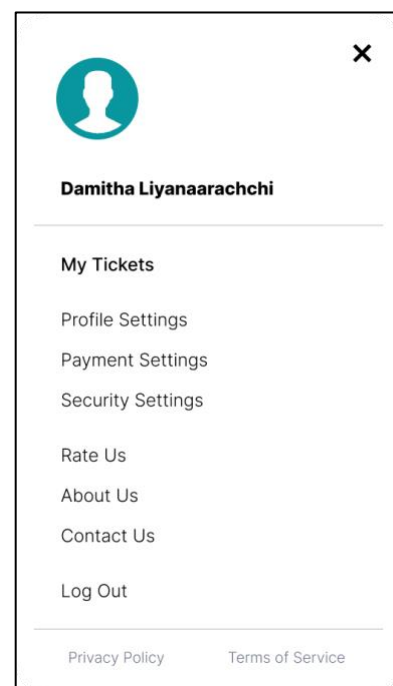 Damitha Liyanaarachchi
My Tickets
Profile Settings
Payment Settings
Security Settings
Rate Us
About Us
Contact Us
Log Out
Privacy Policy Terms of Service